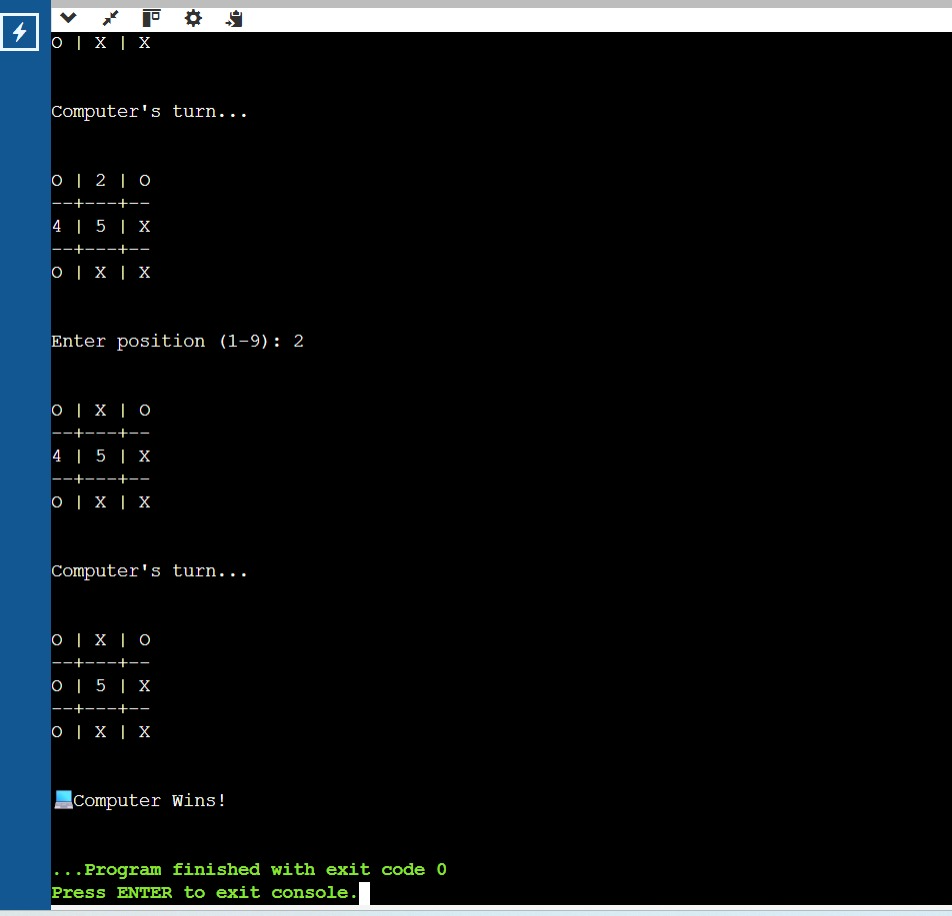 O | X | X
Computer's turn...
O | 2 | O
--+---+--
4 | 5 | X
--+---+--
O | X | X
Enter position (1-9): 2
O | X | O
--+---+--
4 | 5 | X
--+---+--
O | X | X
Computer's turn...
O | X | O
--+---+--
O | 5 | X
--+---+--
O | X | X
💻Computer Wins!
...Program finished with exit code 0
Press ENTER to exit console.